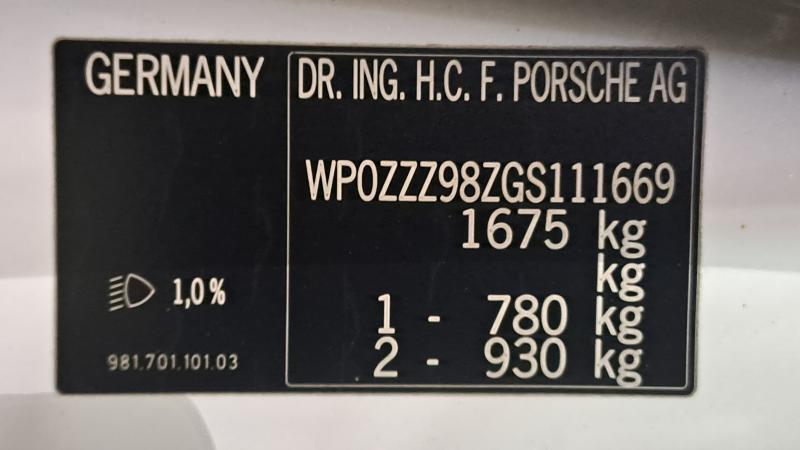 GERMANY
DR. ING. H.C. F. PORSCHE AG
WP0ZZZ98ZGS111669
1675 kg
kg
1 - 780 kg
2 - 930 kg
1,0 %
981.701.101.03